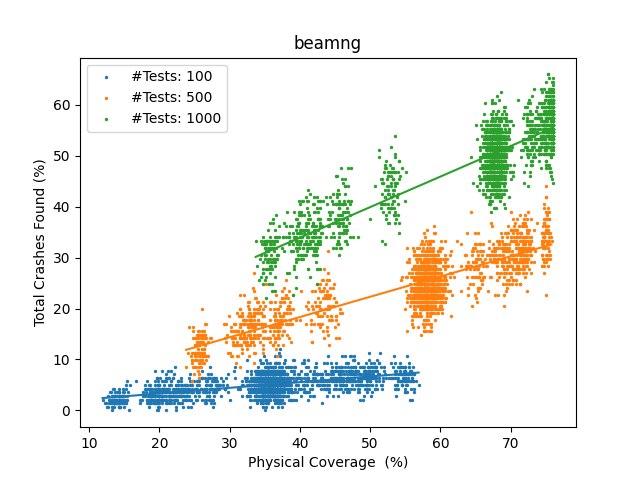 beamng
#Tests: 100
#Tests: 500
#Tests: 1000
Total Crashes Found (%)
60
50
40
30
20
10
0
10 20 30 40 50 60 70
Physical Coverage  (%)